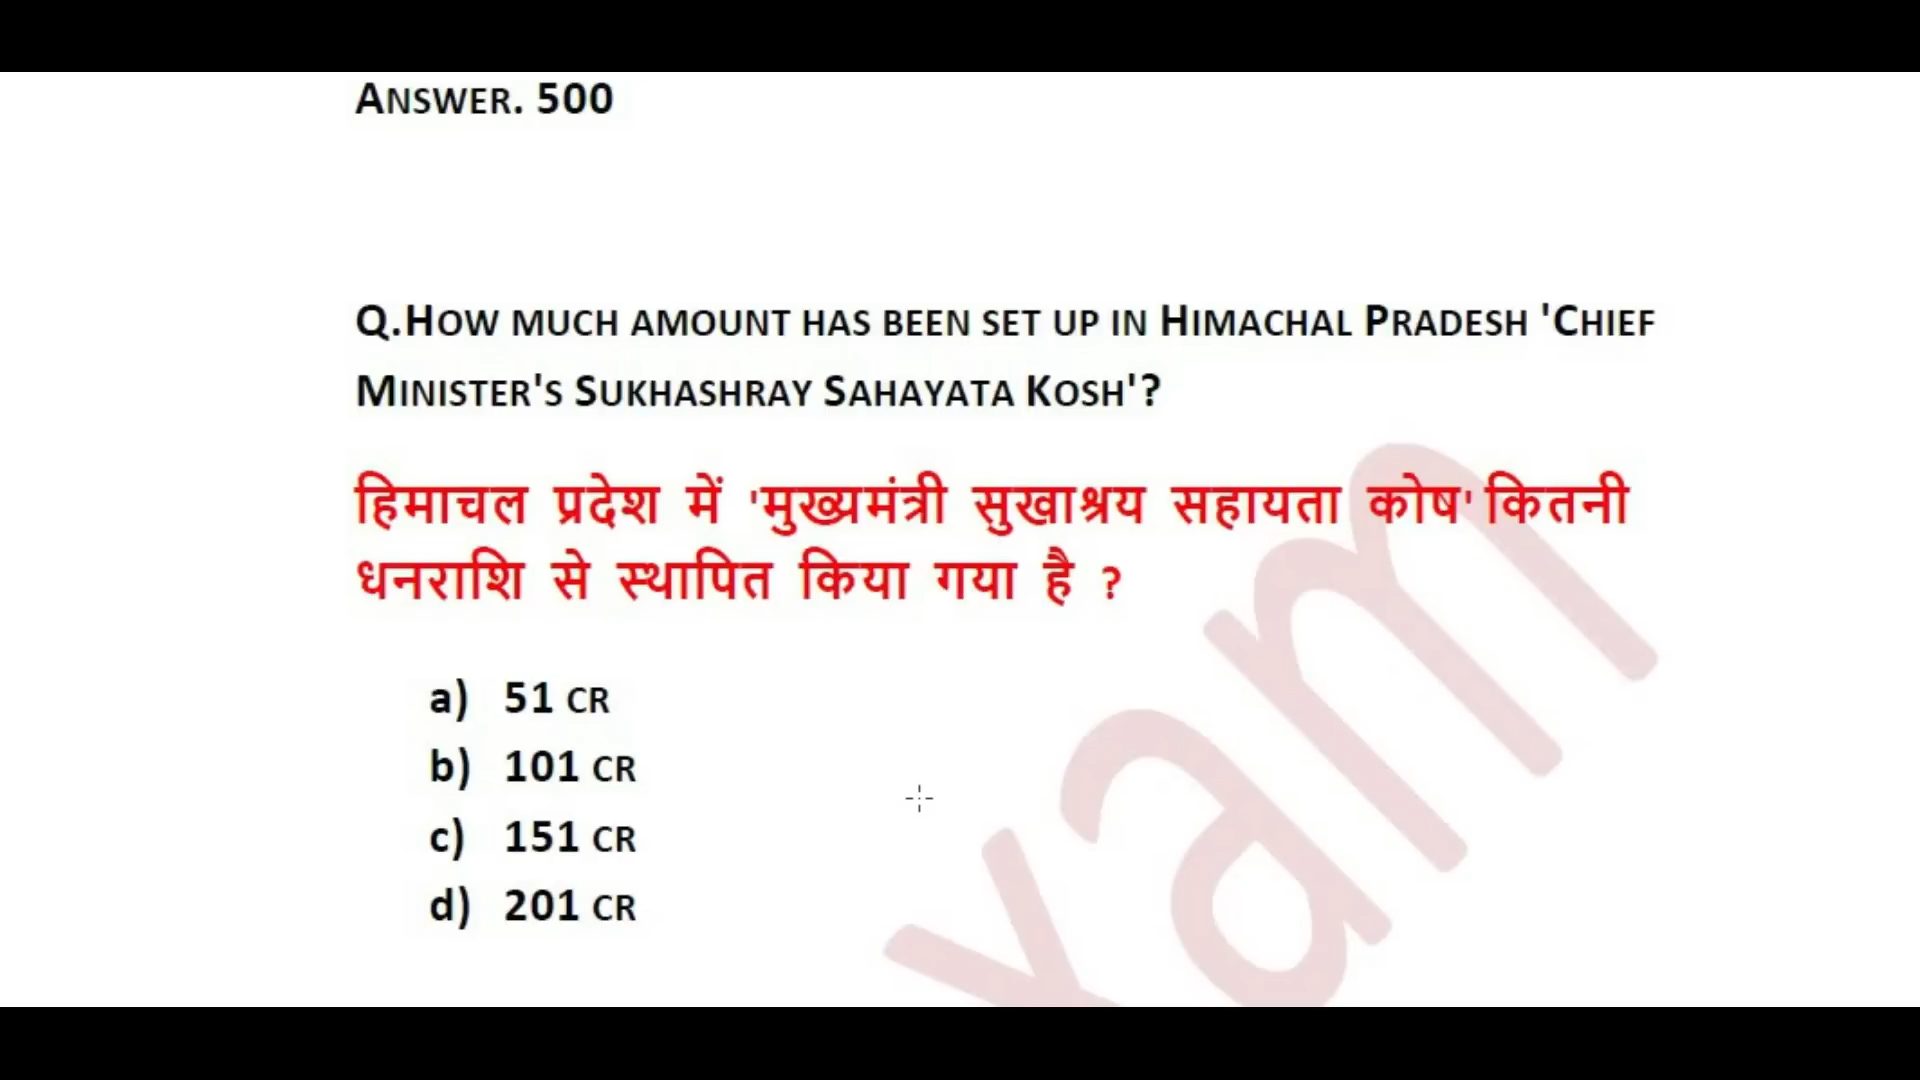 ANSWER. 500
Q.HOW MUCH AMOUNT HAS BEEN SET UP IN HIMACHAL PRADESH 'CHIEF
MINISTER'S SUKHASHRAY SAHAYATA KOSH'?
हिमाचल प्रदेश में 'मुख्यमंत्री सुखाश्रय सहायता कोष' कितनी
धनराशि से स्थापित किया गया है ?
a) 51 CR
b) 101 CR
c) 151 CR
d) 201 CR